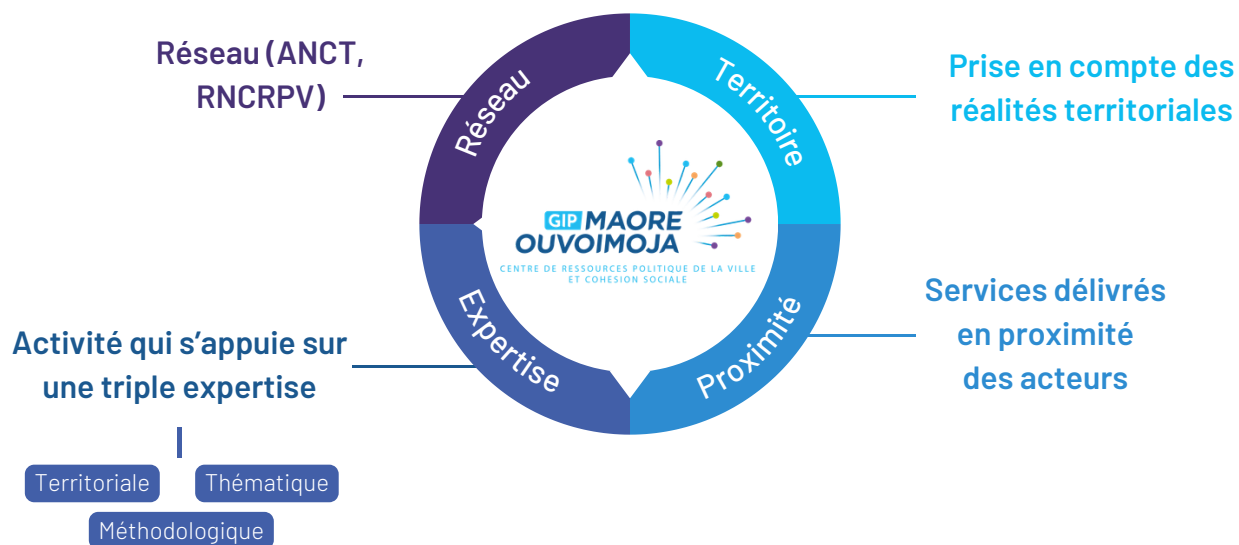 Réseau (ANCT,
RNCRPV)
Réseau
Territoire
Prise en compte des
réalités territoriales
GIP MAORE
OUVOIMOJA
CENTRE DE RESSOURCES POLITIQUE DE LA VILLE
ET COHESION SOCIALE
Activité qui s’appuie sur
une triple expertise
Expertise
Proximité
Services délivrés
en proximité
des acteurs
Territoriale
Thématique
Méthodologique